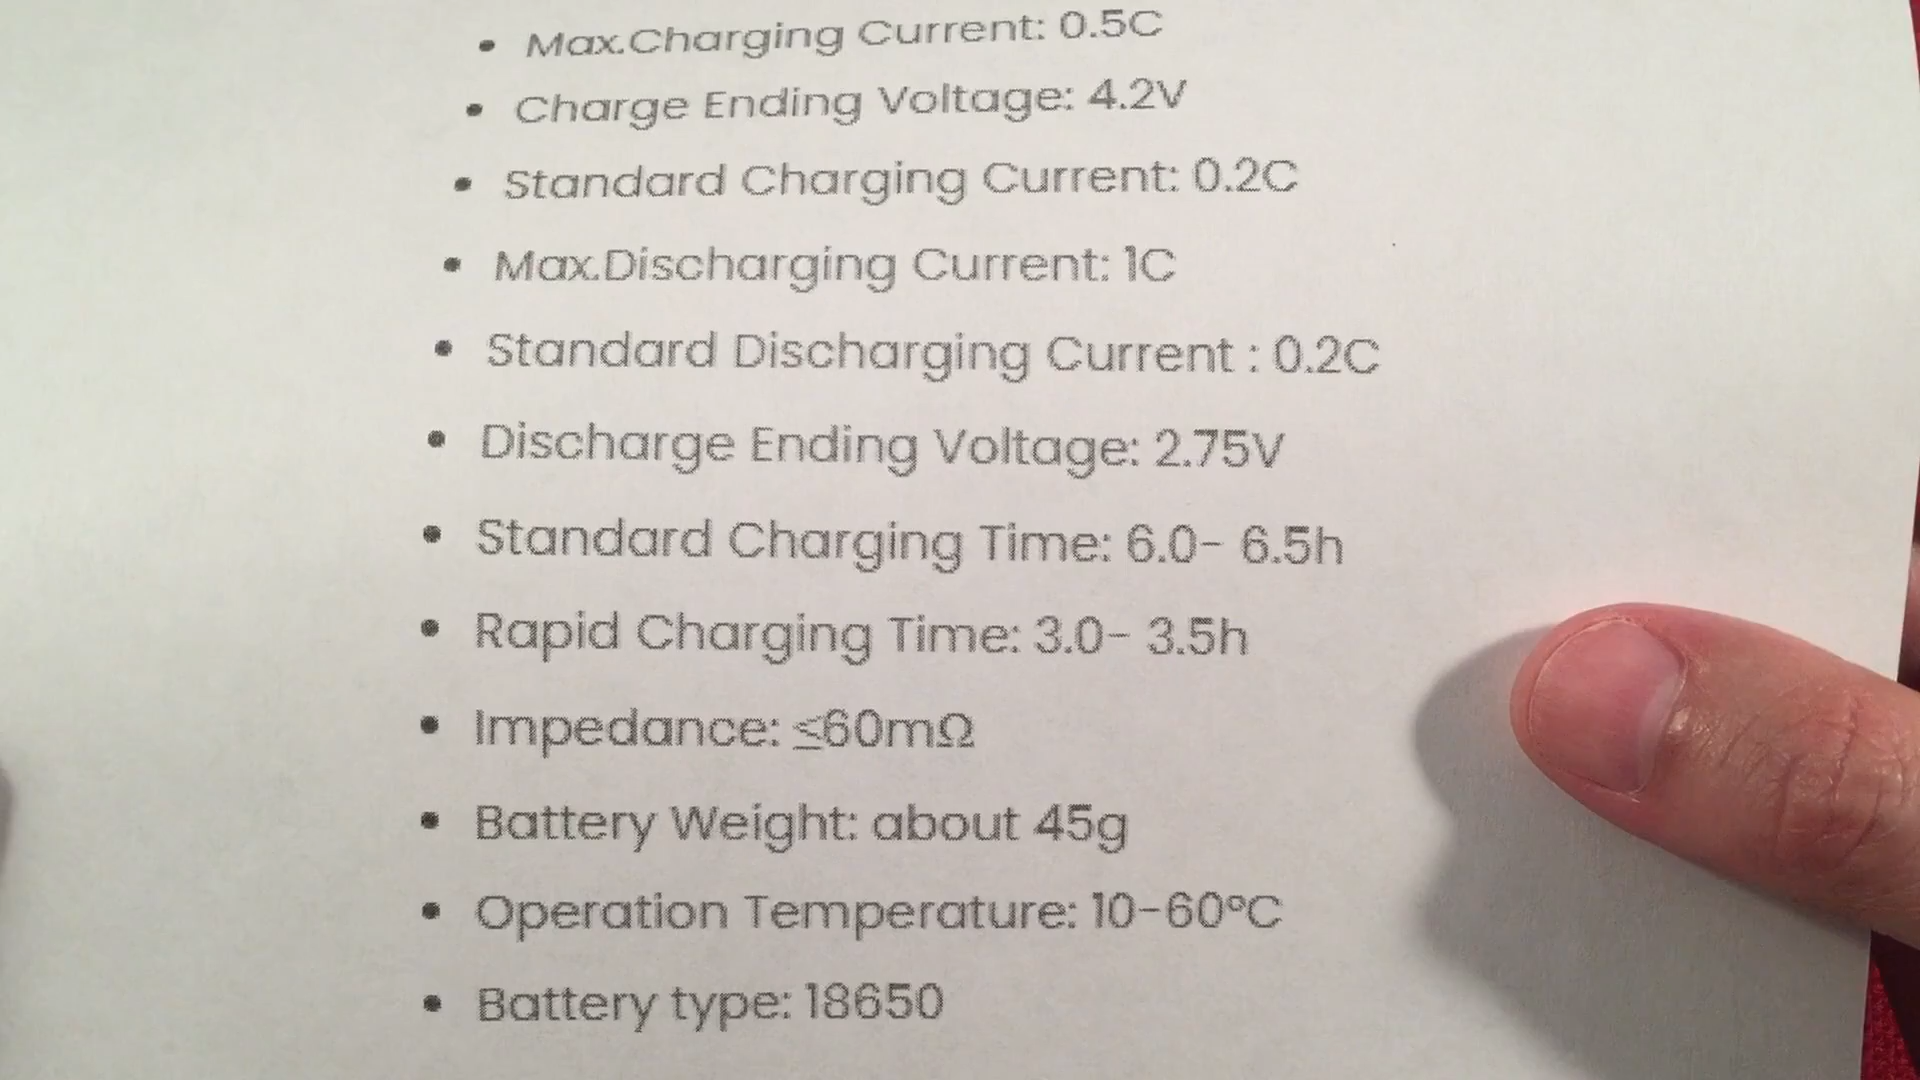 • Max.Charging Current: 0.5C
• Charge Ending Voltage: 4.2V
• Standard Charging Current: 0.2C
• Max.Discharging Current: 1C
• Standard Discharging Current : 0.2C
• Discharge Ending Voltage: 2.75V
• Standard Charging Time: 6.0- 6.5h
• Rapid Charging Time: 3.0- 3.5h
• Impedance: ≤60mΩ
• Battery Weight: about 45g
• Operation Temperature: 10-60ºC
• Battery type: 18650